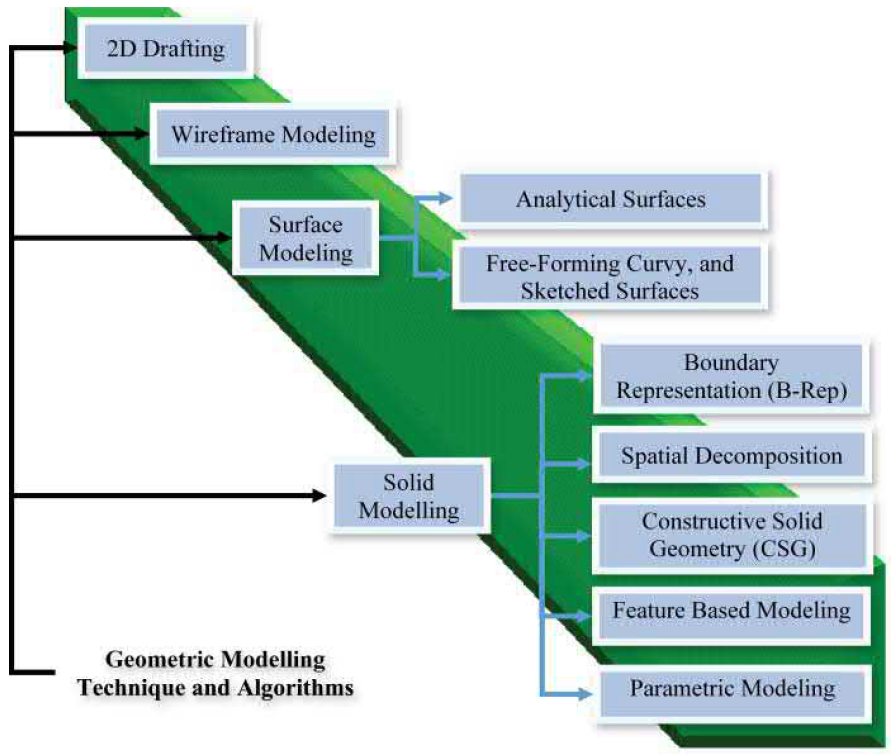 2D Drafting
Wireframe Modeling
Surface
Modeling
Analytical Surfaces
Free-Forming Curvy, and
Sketched Surfaces
Boundary
Representation (B-Rep)
Spatial Decomposition
Solid
Modelling
Constructive Solid
Geometry (CSG)
Feature Based Modeling
Parametric Modeling
Geometric Modelling
Technique and Algorithms